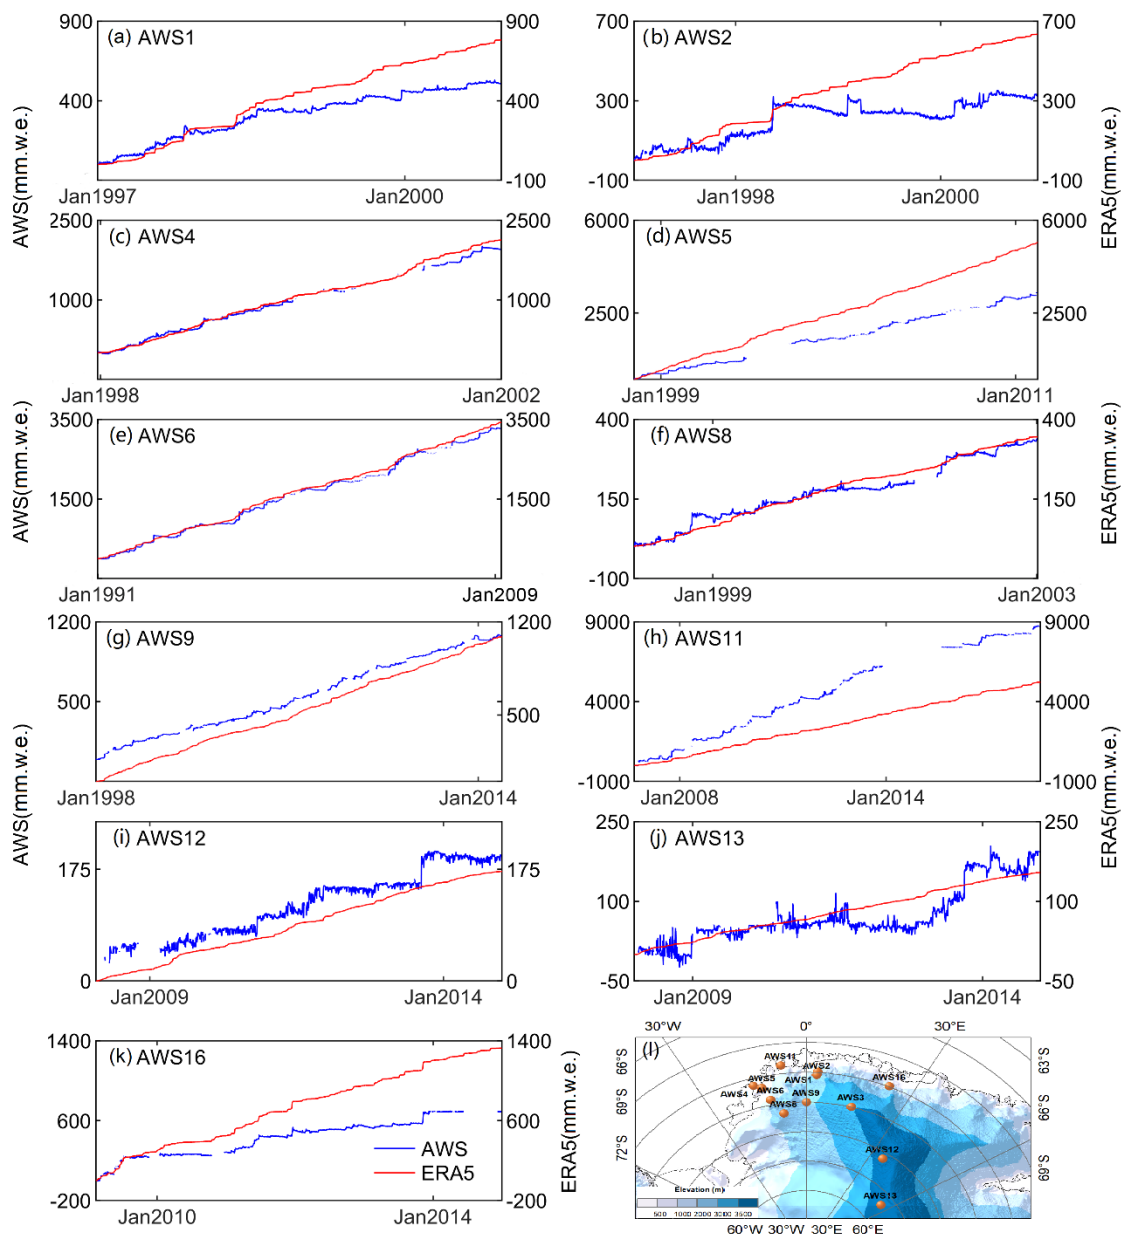 900 (a) AWS1 900
400 400
-100
Jan1997 Jan2000
700 (b) AWS2 700
300 300
-100 -100
Jan1998 Jan2000
AWS(mm.w.e.)
ERA5(mm.w.e.)
2500 (c) AWS4 2500
1000 1000
Jan1998 Jan2002
6000 (d) AWS5 6000
2500 2500
Jan1999 Jan2011
3500 (e) AWS6 3500
1500 1500
Jan1991 Jan2009
400 (f) AWS8 400
150 150
-100 -100
Jan1999 Jan2003
AWS(mm.w.e.)
ERA5(mm.w.e.)
1200 (g) AWS9 1200
500 500
Jan1998 Jan2014
9000 (h) AWS11 9000
4000 4000
-1000 -1000
Jan2008 Jan2014
AWS(mm.w.e.)
ERA5(mm.w.e.)
(i) AWS12
175 175
0 0
Jan2009 Jan2014
250 (j) AWS13 250
100 100
-50 -50
Jan2009 Jan2014
1400 (k) AWS16 1400
600 600
-200 -200
Jan2010 Jan2014
AWS
ERA5
ERA5(mm.w.e.)
30°W 0° 30°E
(l)
66°S 63°S
AWS11
AWS2
AWS5 AWS1 AWS16
69°S AWS4 AWS6 AWS9 AWS3 66°S
AWS8
72°S AWS12 69°S
Elevation (m)
AWS13
500 1000 2000 3000 3500
60°W 30°W 30°E 60°E